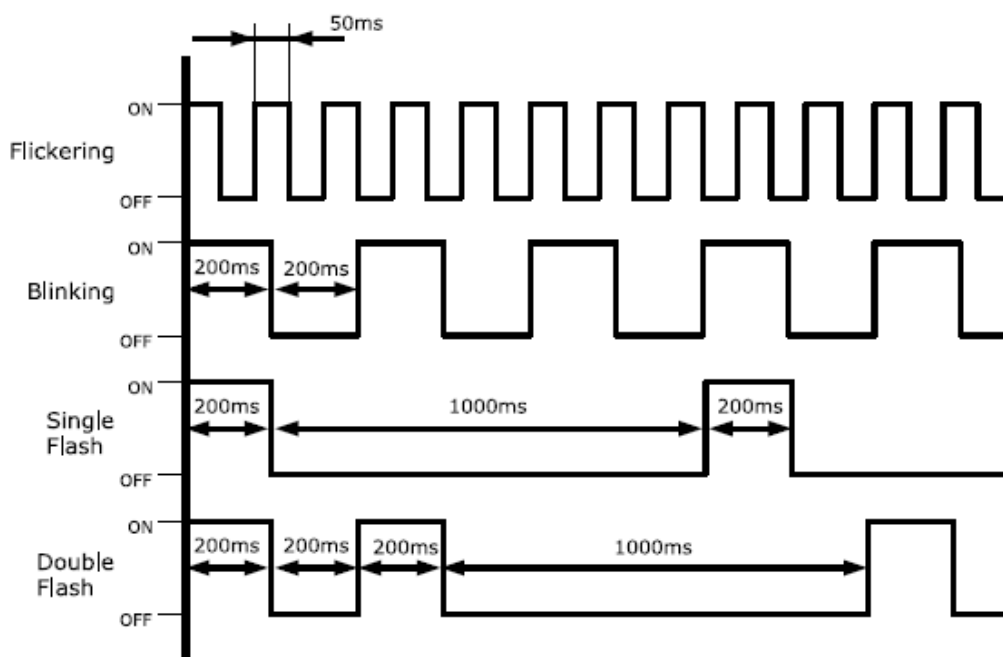 50ms
ON
Flickering
OFF
ON
200ms 200ms
Blinking
OFF
ON
200ms 1000ms 200ms
Single
Flash
OFF
ON
200ms 200ms 200ms 1000ms
Double
Flash
OFF